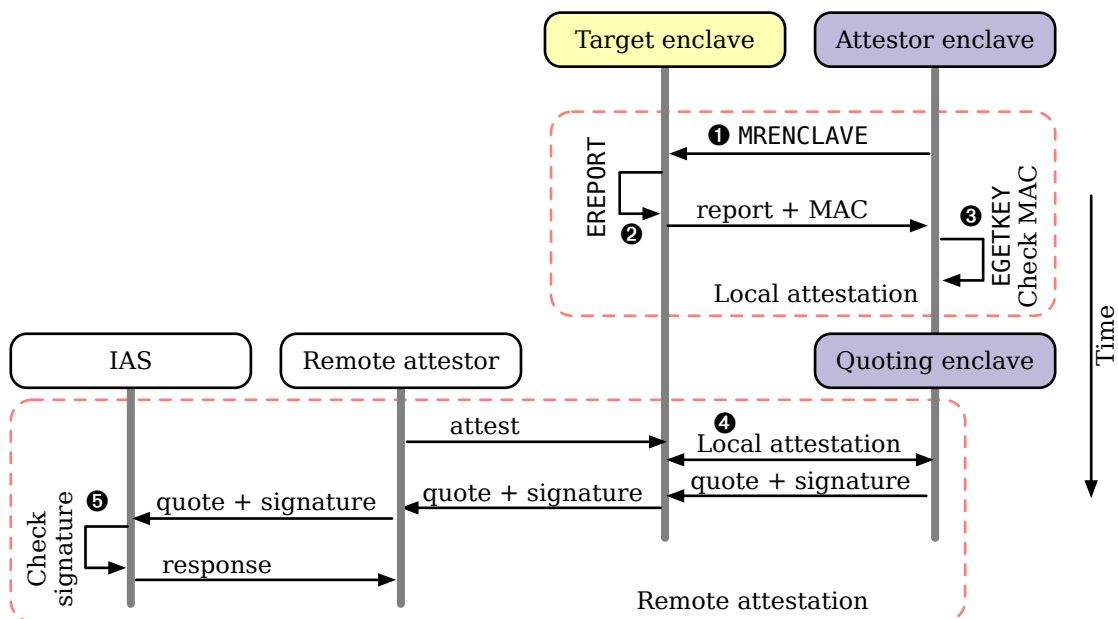 Target enclave
Attestor enclave
❶ MRENCLAVE
EREPORT
❷
report + MAC
❸
EGETKEY
Check MAC
Local attestation
Time
IAS
Remote attestor
Quoting enclave
attest
❹
Local attestation
quote + signature
quote + signature
quote + signature
❺
Check
signature
response
Remote attestation